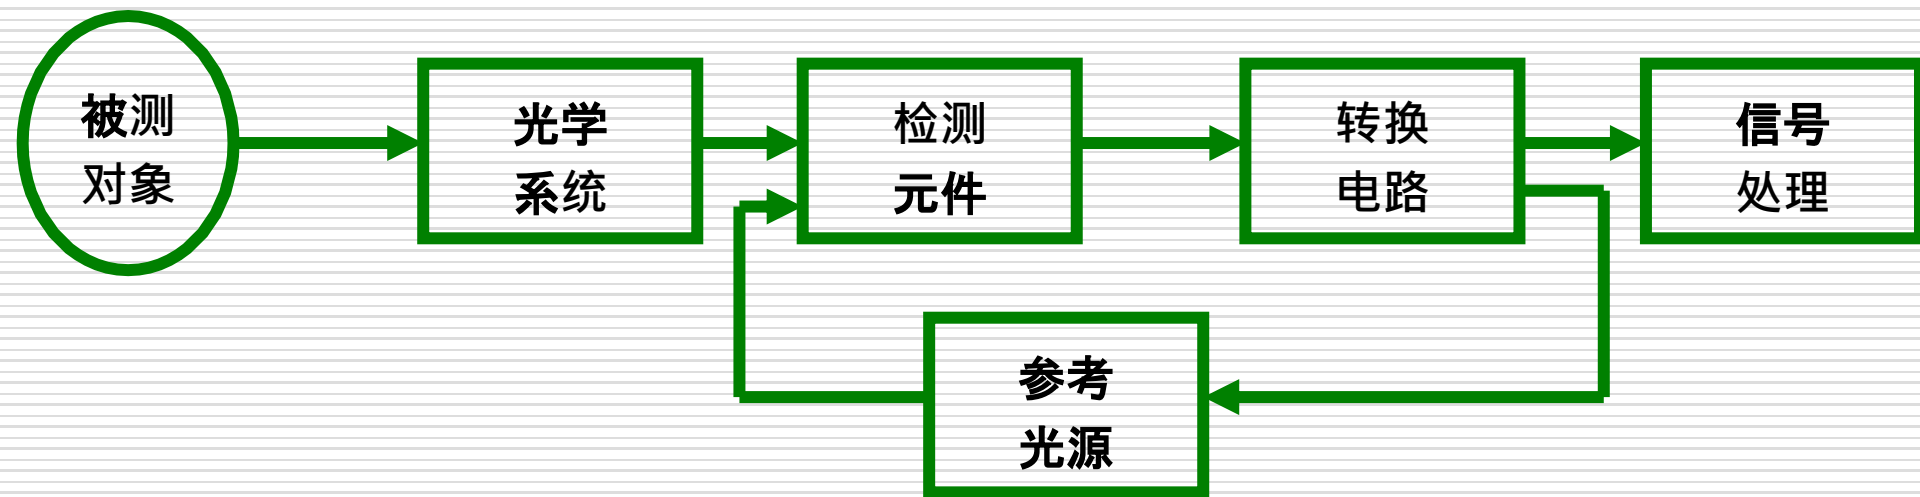 被测
对象
光学
系统
检测
元件
转换
电路
信号
处理
参考
光源